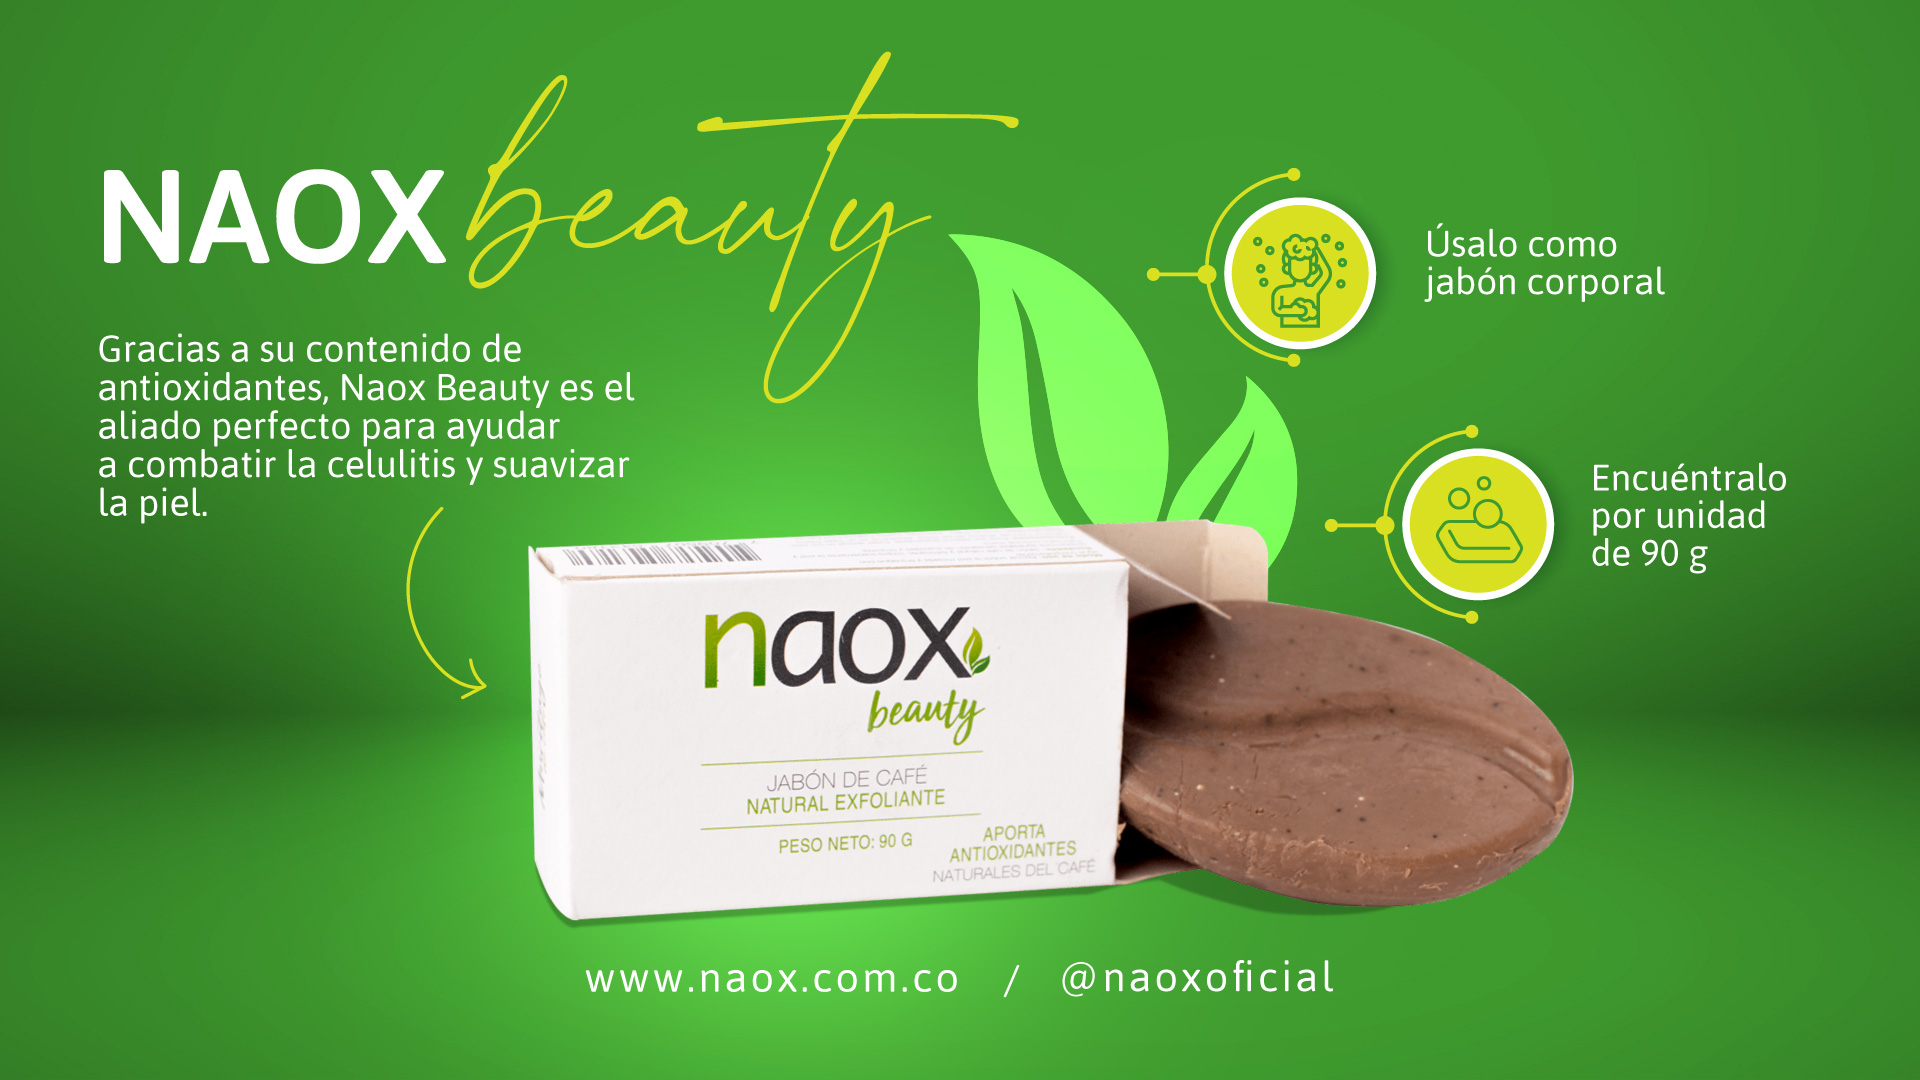 NAOX beauty
Gracias a su contenido de
antioxidantes, Naox Beauty es el
aliado perfecto para ayudar
a combatir la celulitis y suavizar
la piel.
Úsalo como
jabón corporal
Encuéntralo
por unidad
de 90 g
naox
beauty
JABÓN DE CAFÉ
NATURAL EXFOLIANTE
PESO NETO: 90 G
APORTA
ANTIOXIDANTES
NATURALES DEL CAFÉ
www.naox.com.co / @naoxoficial